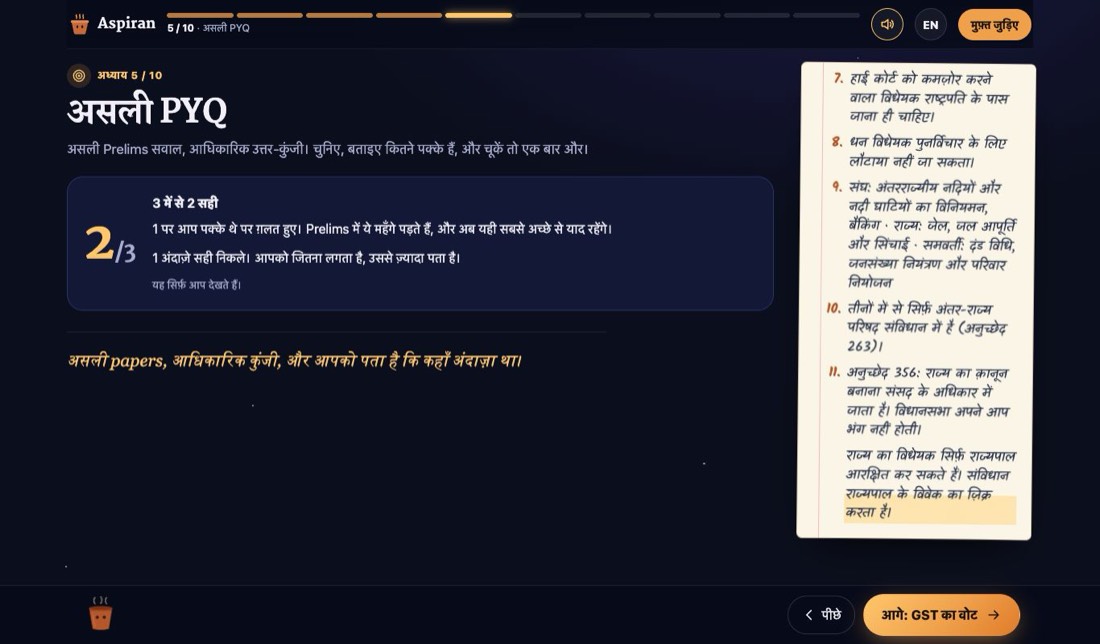 Aspiran
5 / 10 · असली PYQ
EN
मुफ़्त जुड़िए
अध्याय 5 / 10
असली PYQ
असली Prelims सवाल, आधिकारिक उत्तर-कुंजी। चुनिए, बताइए कितने पक्के हैं, और चूकें तो एक बार और।
2/3
3 में से 2 सही
1 पर आप पक्के थे पर ग़लत हुए। Prelims में ये महँगे पड़ते हैं, और अब यही सबसे अच्छे से याद रहेंगे।
1 अंदाज़े सही निकले। आपको जितना लगता है, उससे ज़्यादा पता है।
यह सिर्फ़ आप देखते हैं।
असली papers, आधिकारिक कुंजी, और आपको पता है कि कहाँ अंदाज़ा था।
7. हाई कोर्ट को कमज़ोर करने
वाला विधेयक राष्ट्रपति के पास
जाना ही चाहिए।
8. धन विधेयक पुनर्विचार के लिए
लौटाया नहीं जा सकता।
9. संघ: अंतरराज्यीय नदियों और
नदी घाटियों का विनियमन,
बैंकिंग · राज्य: जेल, जल आपूर्ति
और सिंचाई · समवर्ती: दंड विधि,
जनसंख्या नियंत्रण और परिवार
नियोजन
10. तीनों में से सिर्फ़ अंतर-राज्य
परिषद संविधान में है (अनुच्छेद
263)।
11. अनुच्छेद 356: राज्य का क़ानून
बनाना संसद के अधिकार में
जाता है। विधानसभा अपने आप
भंग नहीं होती।
राज्य का विधेयक सिर्फ़ राज्यपाल
आरक्षित कर सकते हैं। संविधान
राज्यपाल के विवेक का ज़िक्र
करता है।
पीछे
आगे: GST का वोट →